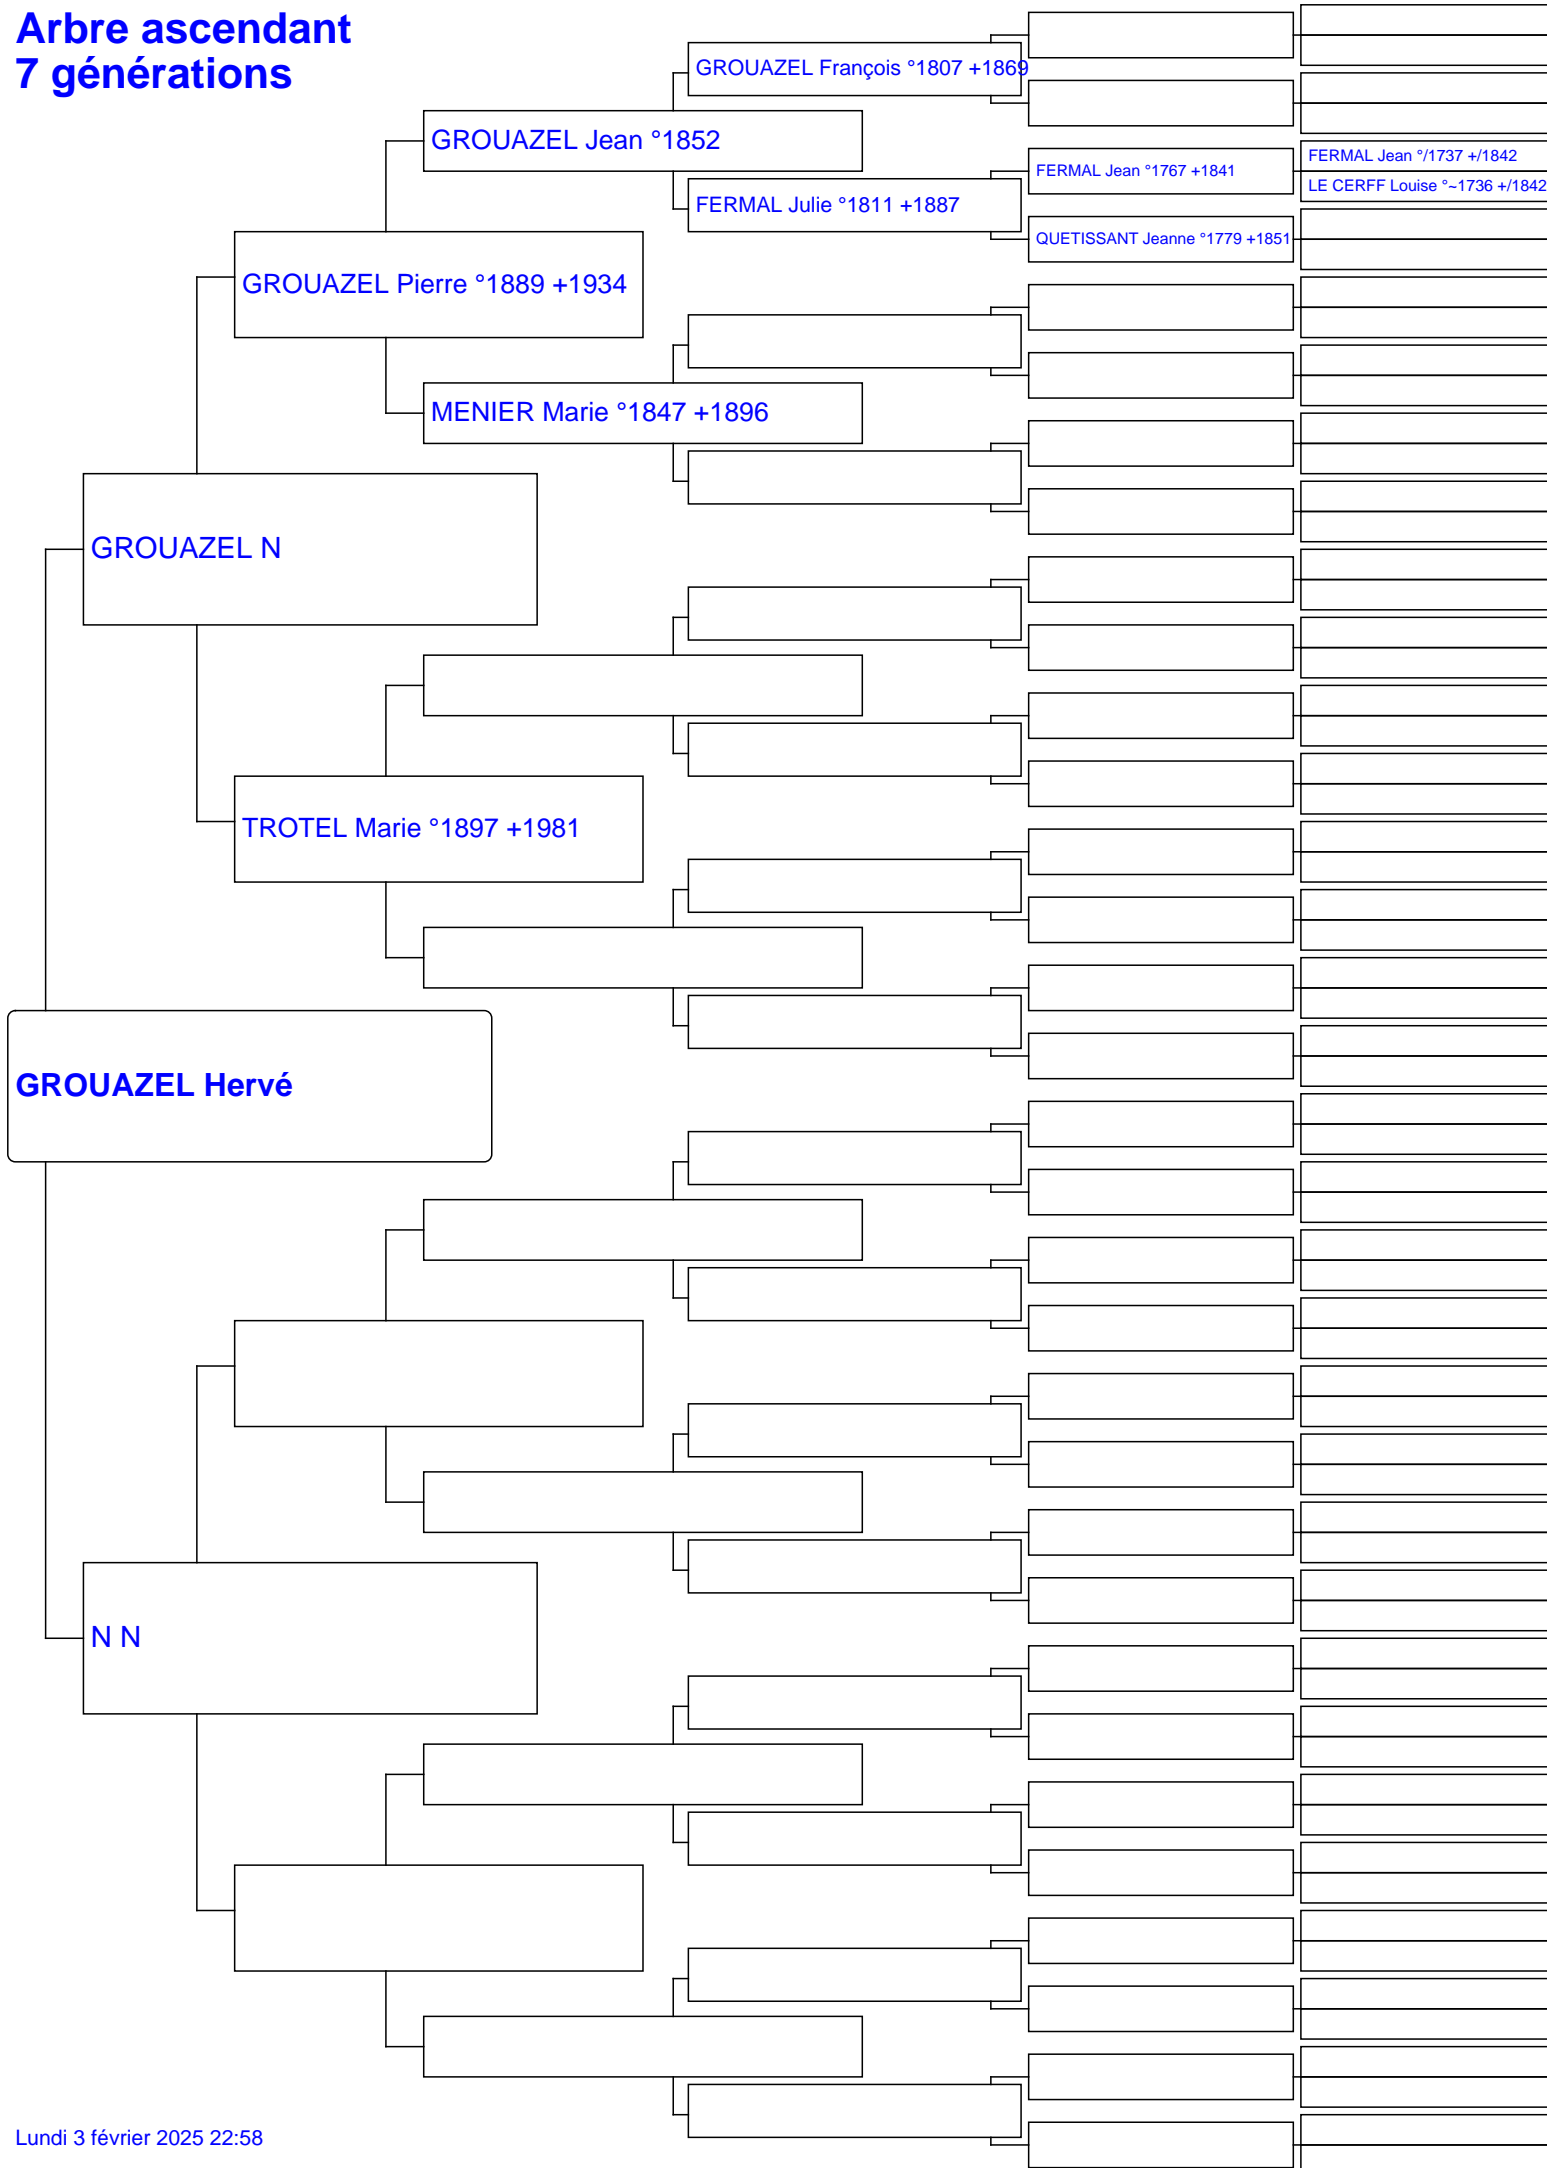 Arbre ascendant
7 générations
GROUAZEL François °1807 +1869
GROUAZEL Jean °1852
FERMAL Jean °/1737 +/1842
FERMAL Jean °1767 +1841
LE CERFF Louise °~1736 +/1842
FERMAL Julie °1811 +1887
QUETISSANT Jeanne °1779 +1851
GROUAZEL Pierre °1889 +1934
MENIER Marie °1847 +1896
GROUAZEL N
TROTEL Marie °1897 +1981
GROUAZEL Hervé
N N
Lundi 3 février 2025 22:58